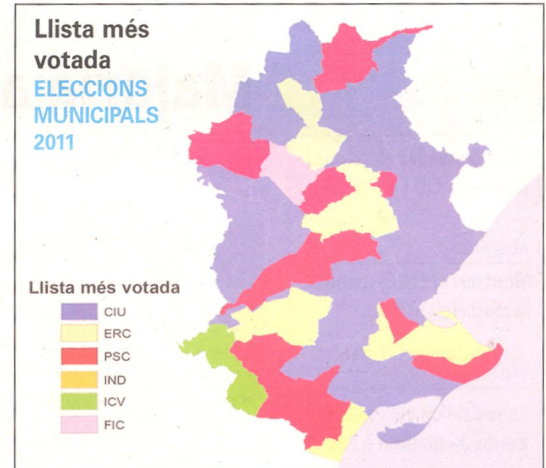 Llista més
votada
ELECCIONS
MUNICIPALS
2011
Llista més votada
CIU
ERC
PSC
IND
ICV
FIC